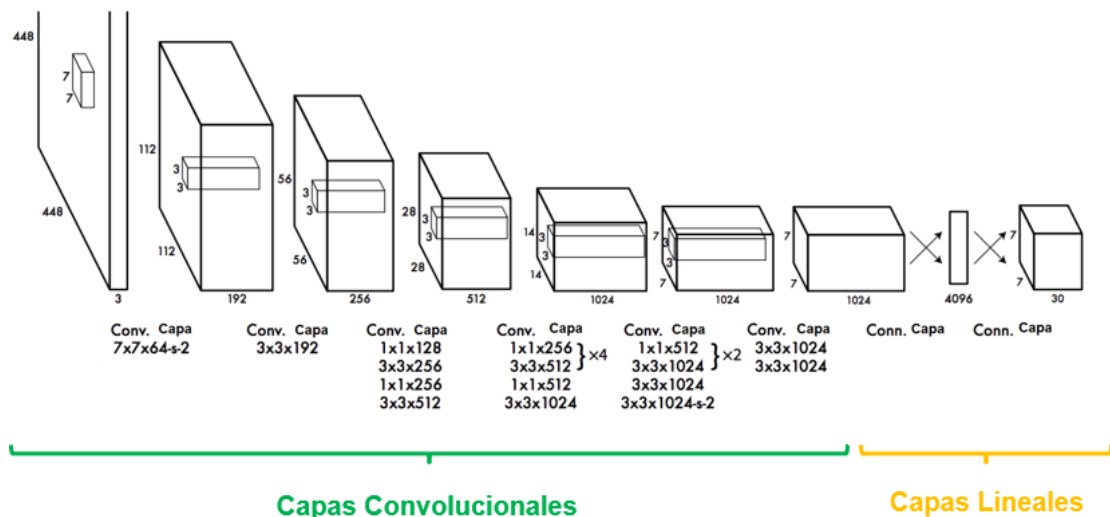 448
448
7
7
3
112
112
3
3
192
56
56
3
3
256
28
28
3
3
512
14
14
3
3
1024
7
7
3
3
1024
7
7
1024
4096
7
7
30
Conv. Capa
7x7x64-s-2
Conv. Capa
3x3x192
Conv. Capa
1x1x128
3x3x256
1x1x256
3x3x512
Conv. Capa
1x1x256
3x3x512 } ×4
1x1x512
3x3x1024
Conv. Capa
1x1x512
3x3x1024 } ×2
3x3x1024
3x3x1024-s-2
Conv. Capa
3x3x1024
3x3x1024
Conn. Capa
Conn. Capa
Capas Convolucionales
Capas Lineales